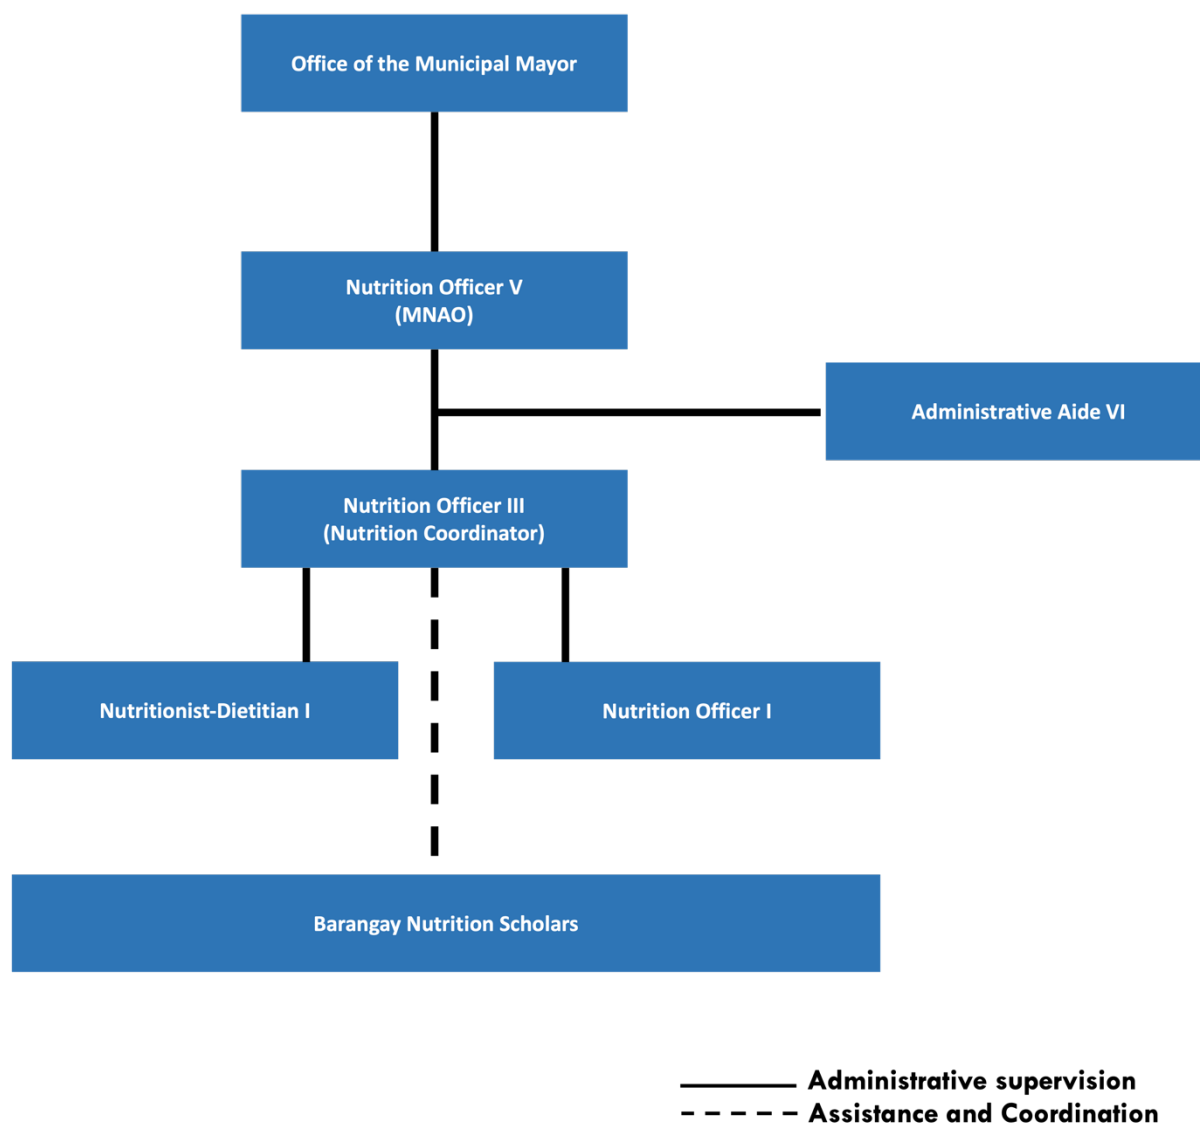 Office of the Municipal Mayor
Nutrition Officer V
(MNAO)
Administrative Aide VI
Nutrition Officer III
(Nutrition Coordinator)
Nutritionist-Dietitian I
Nutrition Officer I
Barangay Nutrition Scholars
Administrative supervision
Assistance and Coordination